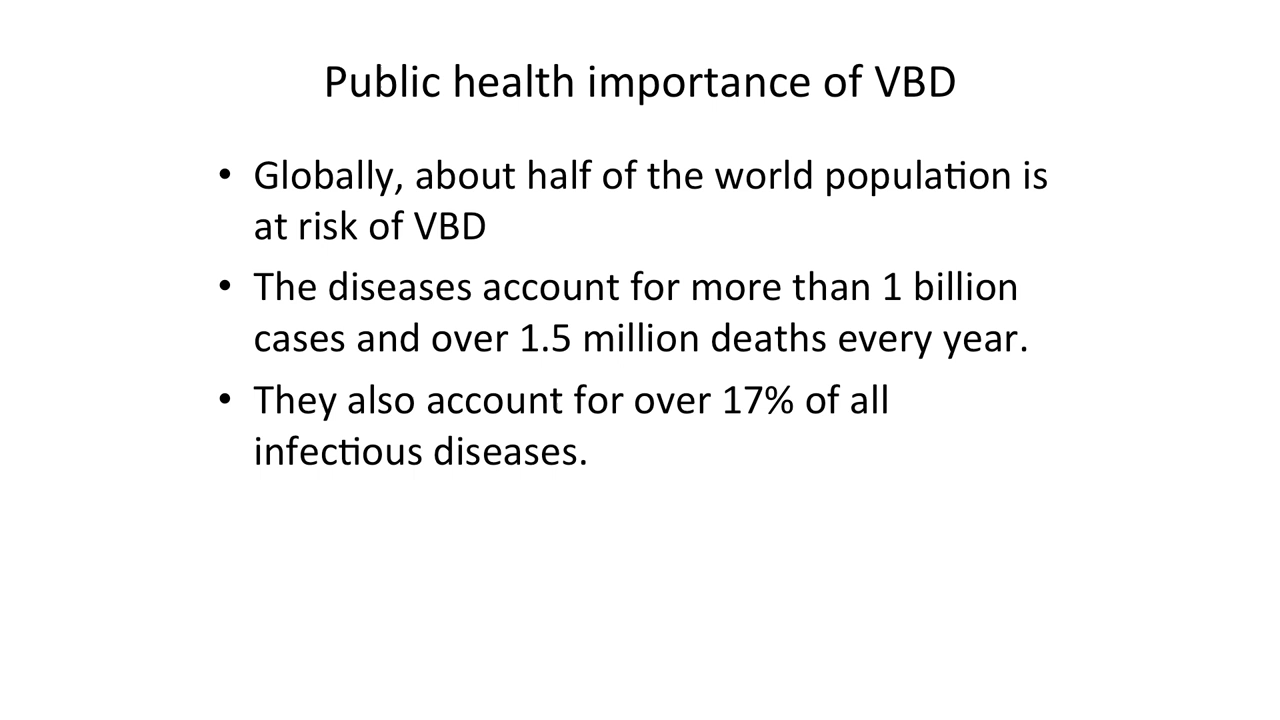 Public health importance of VBD
• Globally, about half of the world population is
at risk of VBD
• The diseases account for more than 1 billion
cases and over 1.5 million deaths every year.
• They also account for over 17% of all
infectious diseases.